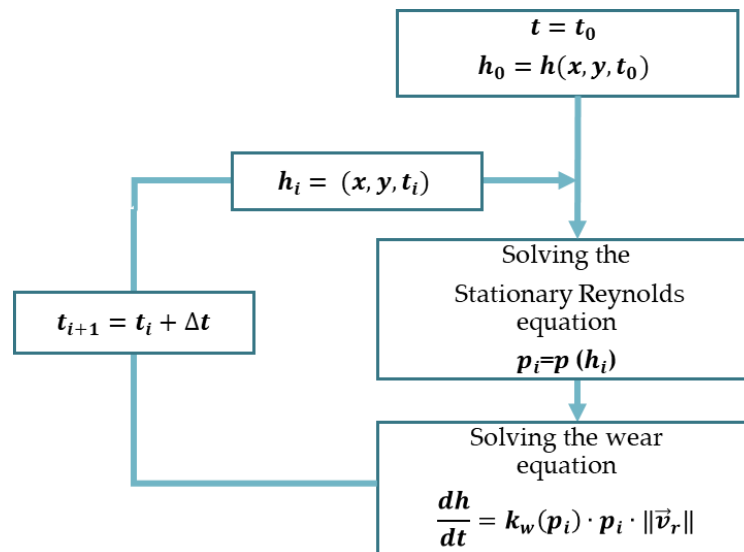 t = t₀
h₀ = h(x, y, t₀)
hᵢ = (x, y, tᵢ)
Solving the
Stationary Reynolds
equation
pᵢ=p (hᵢ)
tᵢ₊₁ = tᵢ + Δt
Solving the wear
equation
dh/dt = k_w(pᵢ) · pᵢ · ‖v⃗ᵣ‖